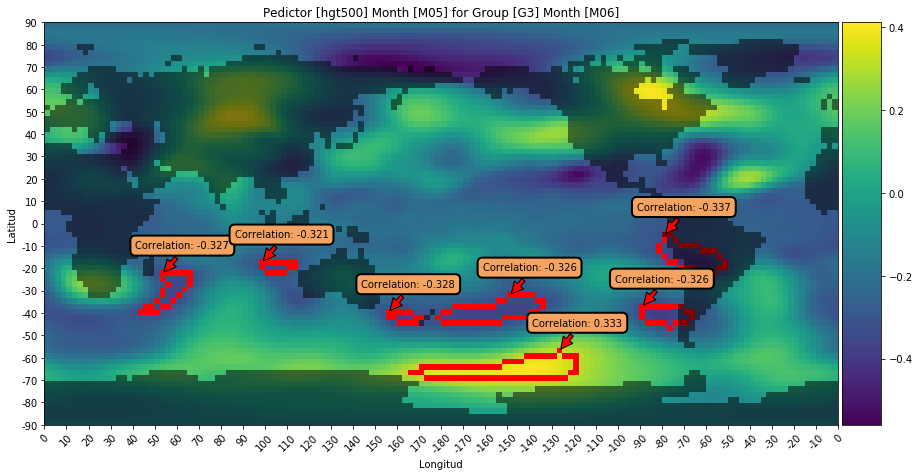 Pedictor [hgt500] Month [M05] for Group [G3] Month [M06]
90
80
70
60
50
40
30
20
10
0
-10
-20
-30
-40
-50
-60
-70
-80
-90
Latitud
Correlation: -0.337
Correlation: -0.321
Correlation: -0.327
Correlation: -0.326
Correlation: -0.328
Correlation: -0.326
Correlation: 0.333
0 10 20 30 40 50 60 70 80 90 100 110 120 130 140 150 160 170 -180 -170 -160 -150 -140 -130 -120 -110 -100 -90 -80 -70 -60 -50 -40 -30 -20 -10 0
Longitud
0.4
0.2
0.0
−0.2
−0.4